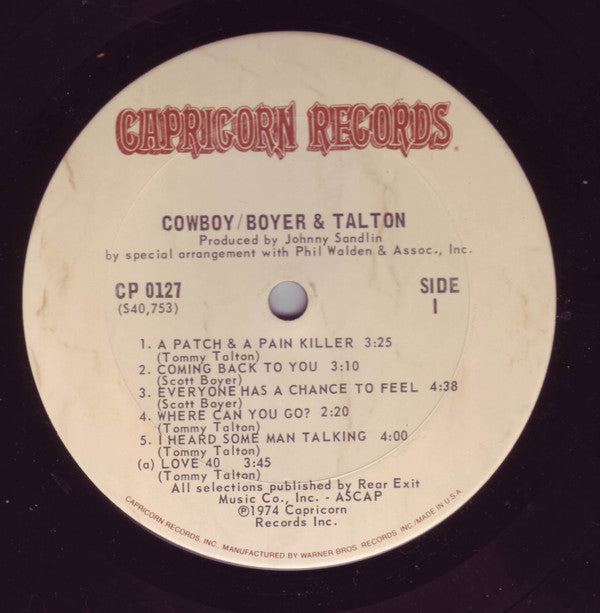 CAPRICORN RECORDS.
COWBOY/BOYER & TALTON
Produced by Johnny Sandlin
by special arrangement with Phil Walden & Assoc., Inc.
CP 0127
(S40,753)
SIDE
1
1. A PATCH & A PAIN KILLER 3:25
(Tommy Talton)
2. COMING BACK TO YOU 3:10
(Scott Boyer)
3. EVERYONE HAS A CHANCE TO FEEL 4:38
(Scott Boyer)
4. WHERE CAN YOU GO? 2:20
(Tommy Talton)
5. I HEARD SOME MAN TALKING 4:00
(Tommy Talton)
(a) LOVE 40 3:45
(Tommy Talton)
All selections published by Rear Exit
Music Co., Inc. - ASCAP
℗1974 Capricorn
Records Inc.
CAPRICORN RECORDS, INC., MANUFACTURED BY WARNER BROS. RECORDS INC./MADE IN U.S.A.